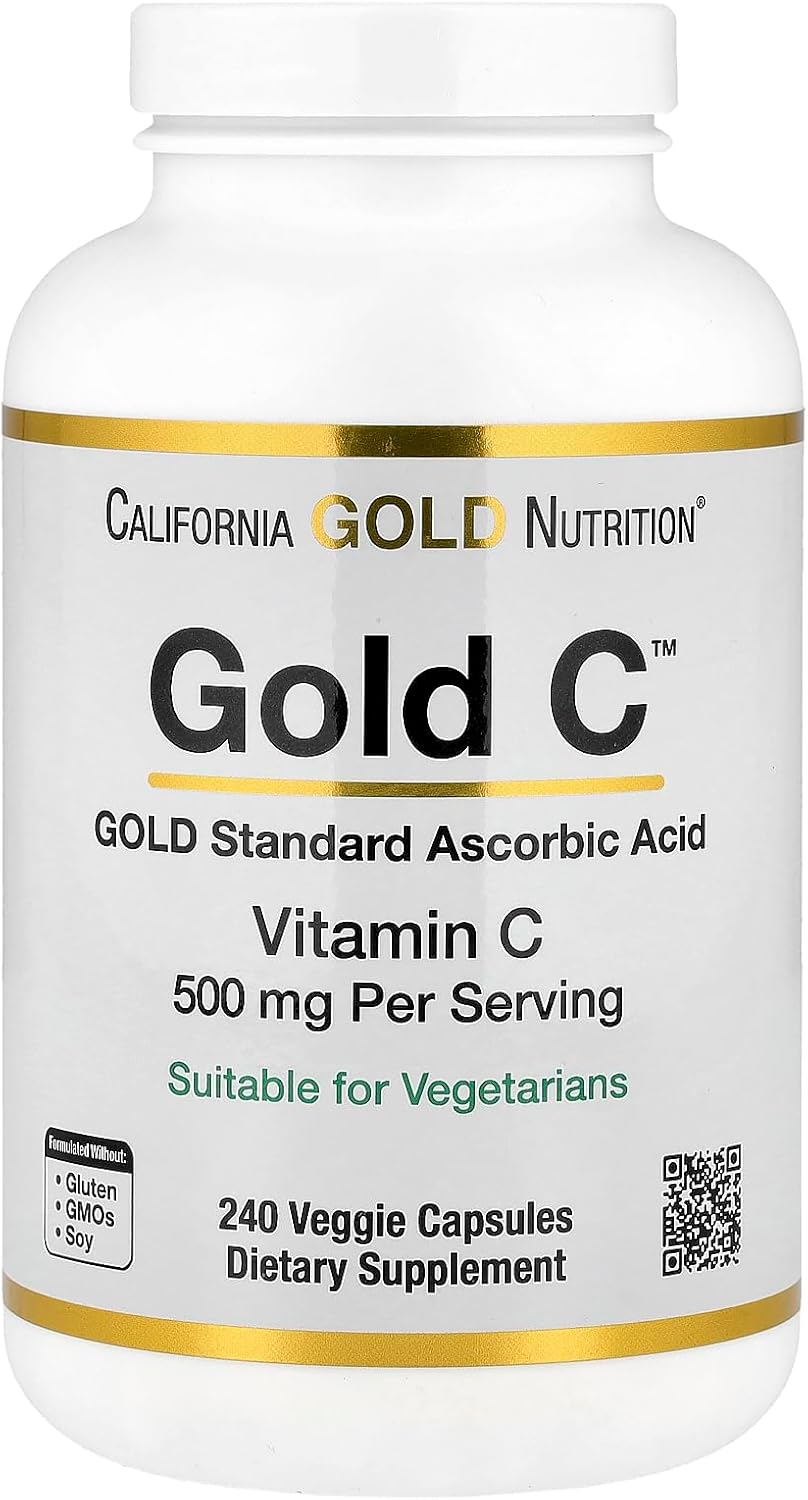 CALIFORNIA GOLD NUTRITION®
Gold C™
GOLD Standard Ascorbic Acid
Vitamin C
500 mg Per Serving
Suitable for Vegetarians
Formulated Without:
• Gluten
• GMOs
• Soy
240 Veggie Capsules
Dietary Supplement